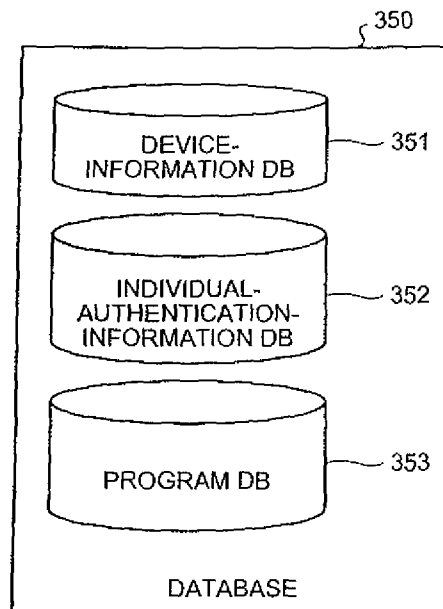 350
DEVICE-
INFORMATION DB
351
INDIVIDUAL-
AUTHENTICATION-
INFORMATION DB
352
PROGRAM DB
353
DATABASE